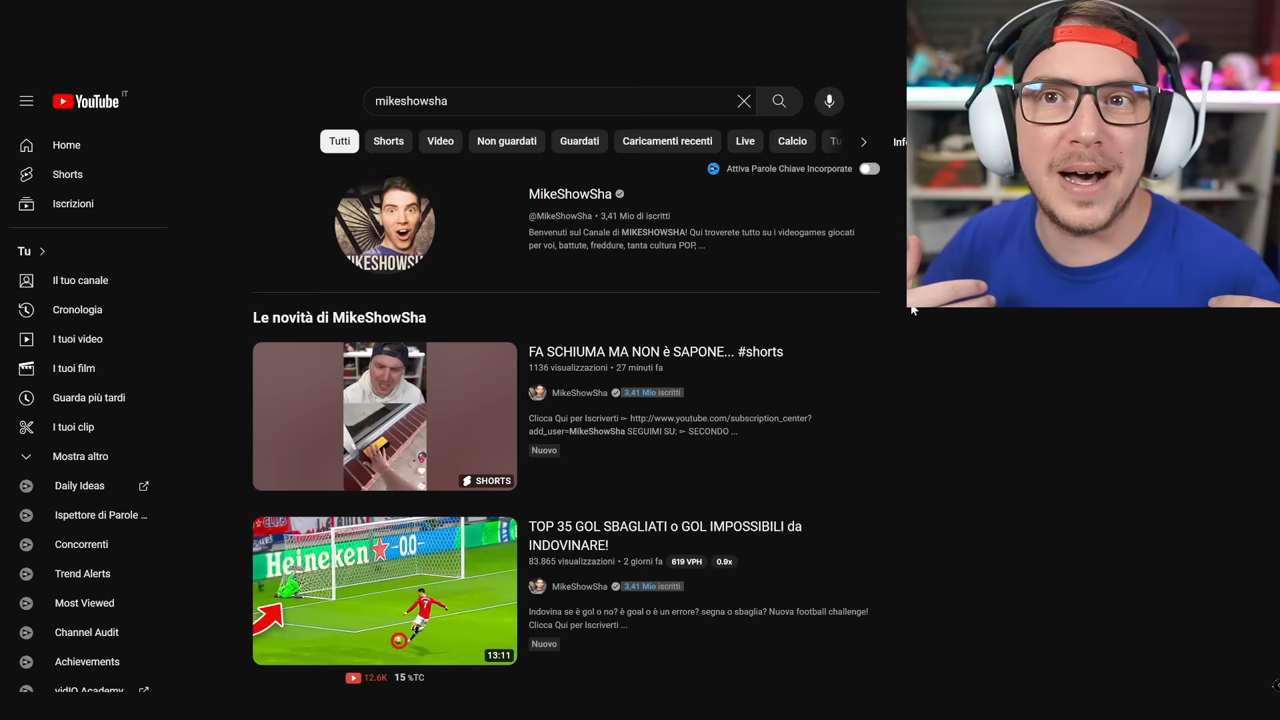 YouTube IT
mikeshowsha
Home
Shorts
Iscrizioni
Tu
Il tuo canale
Cronologia
I tuoi video
I tuoi film
Guarda più tardi
I tuoi clip
Mostra altro
Daily Ideas
Ispettore di Parole ...
Concorrenti
Trend Alerts
Most Viewed
Channel Audit
Achievements
vidIQ Academy
Tutti
Shorts
Video
Non guardati
Guardati
Caricamenti recenti
Live
Calcio
Tu
Attiva Parole Chiave Incorporate
MikeShowSha
@MikeShowSha • 3,41 Mio di iscritti
Benvenuti sul Canale di MIKESHOWSHA! Qui troverete tutto su i videogames giocati
per voi, battute, freddure, tanta cultura POP, ...
Le novità di MikeShowSha
SHORTS
FA SCHIUMA MA NON è SAPONE... #shorts
1136 visualizzazioni • 27 minuti fa
MikeShowSha 3,41 Mio iscritti
Clicca Qui per Iscriverti ► http://www.youtube.com/subscription_center?
add_user=MikeShowSha SEGUIMI SU: ► SECONDO ...
Nuovo
Heineken ★ -00-
7
13:11
12.6K 15 %TC
TOP 35 GOL SBAGLIATI o GOL IMPOSSIBILI da
INDOVINARE!
83.865 visualizzazioni • 2 giorni fa 619 VPH 0.9x
MikeShowSha 3,41 Mio iscritti
Indovina se è gol o no? è goal o è un errore? segna o sbaglia? Nuova football challenge!
Clicca Qui per Iscriverti ...
Nuovo